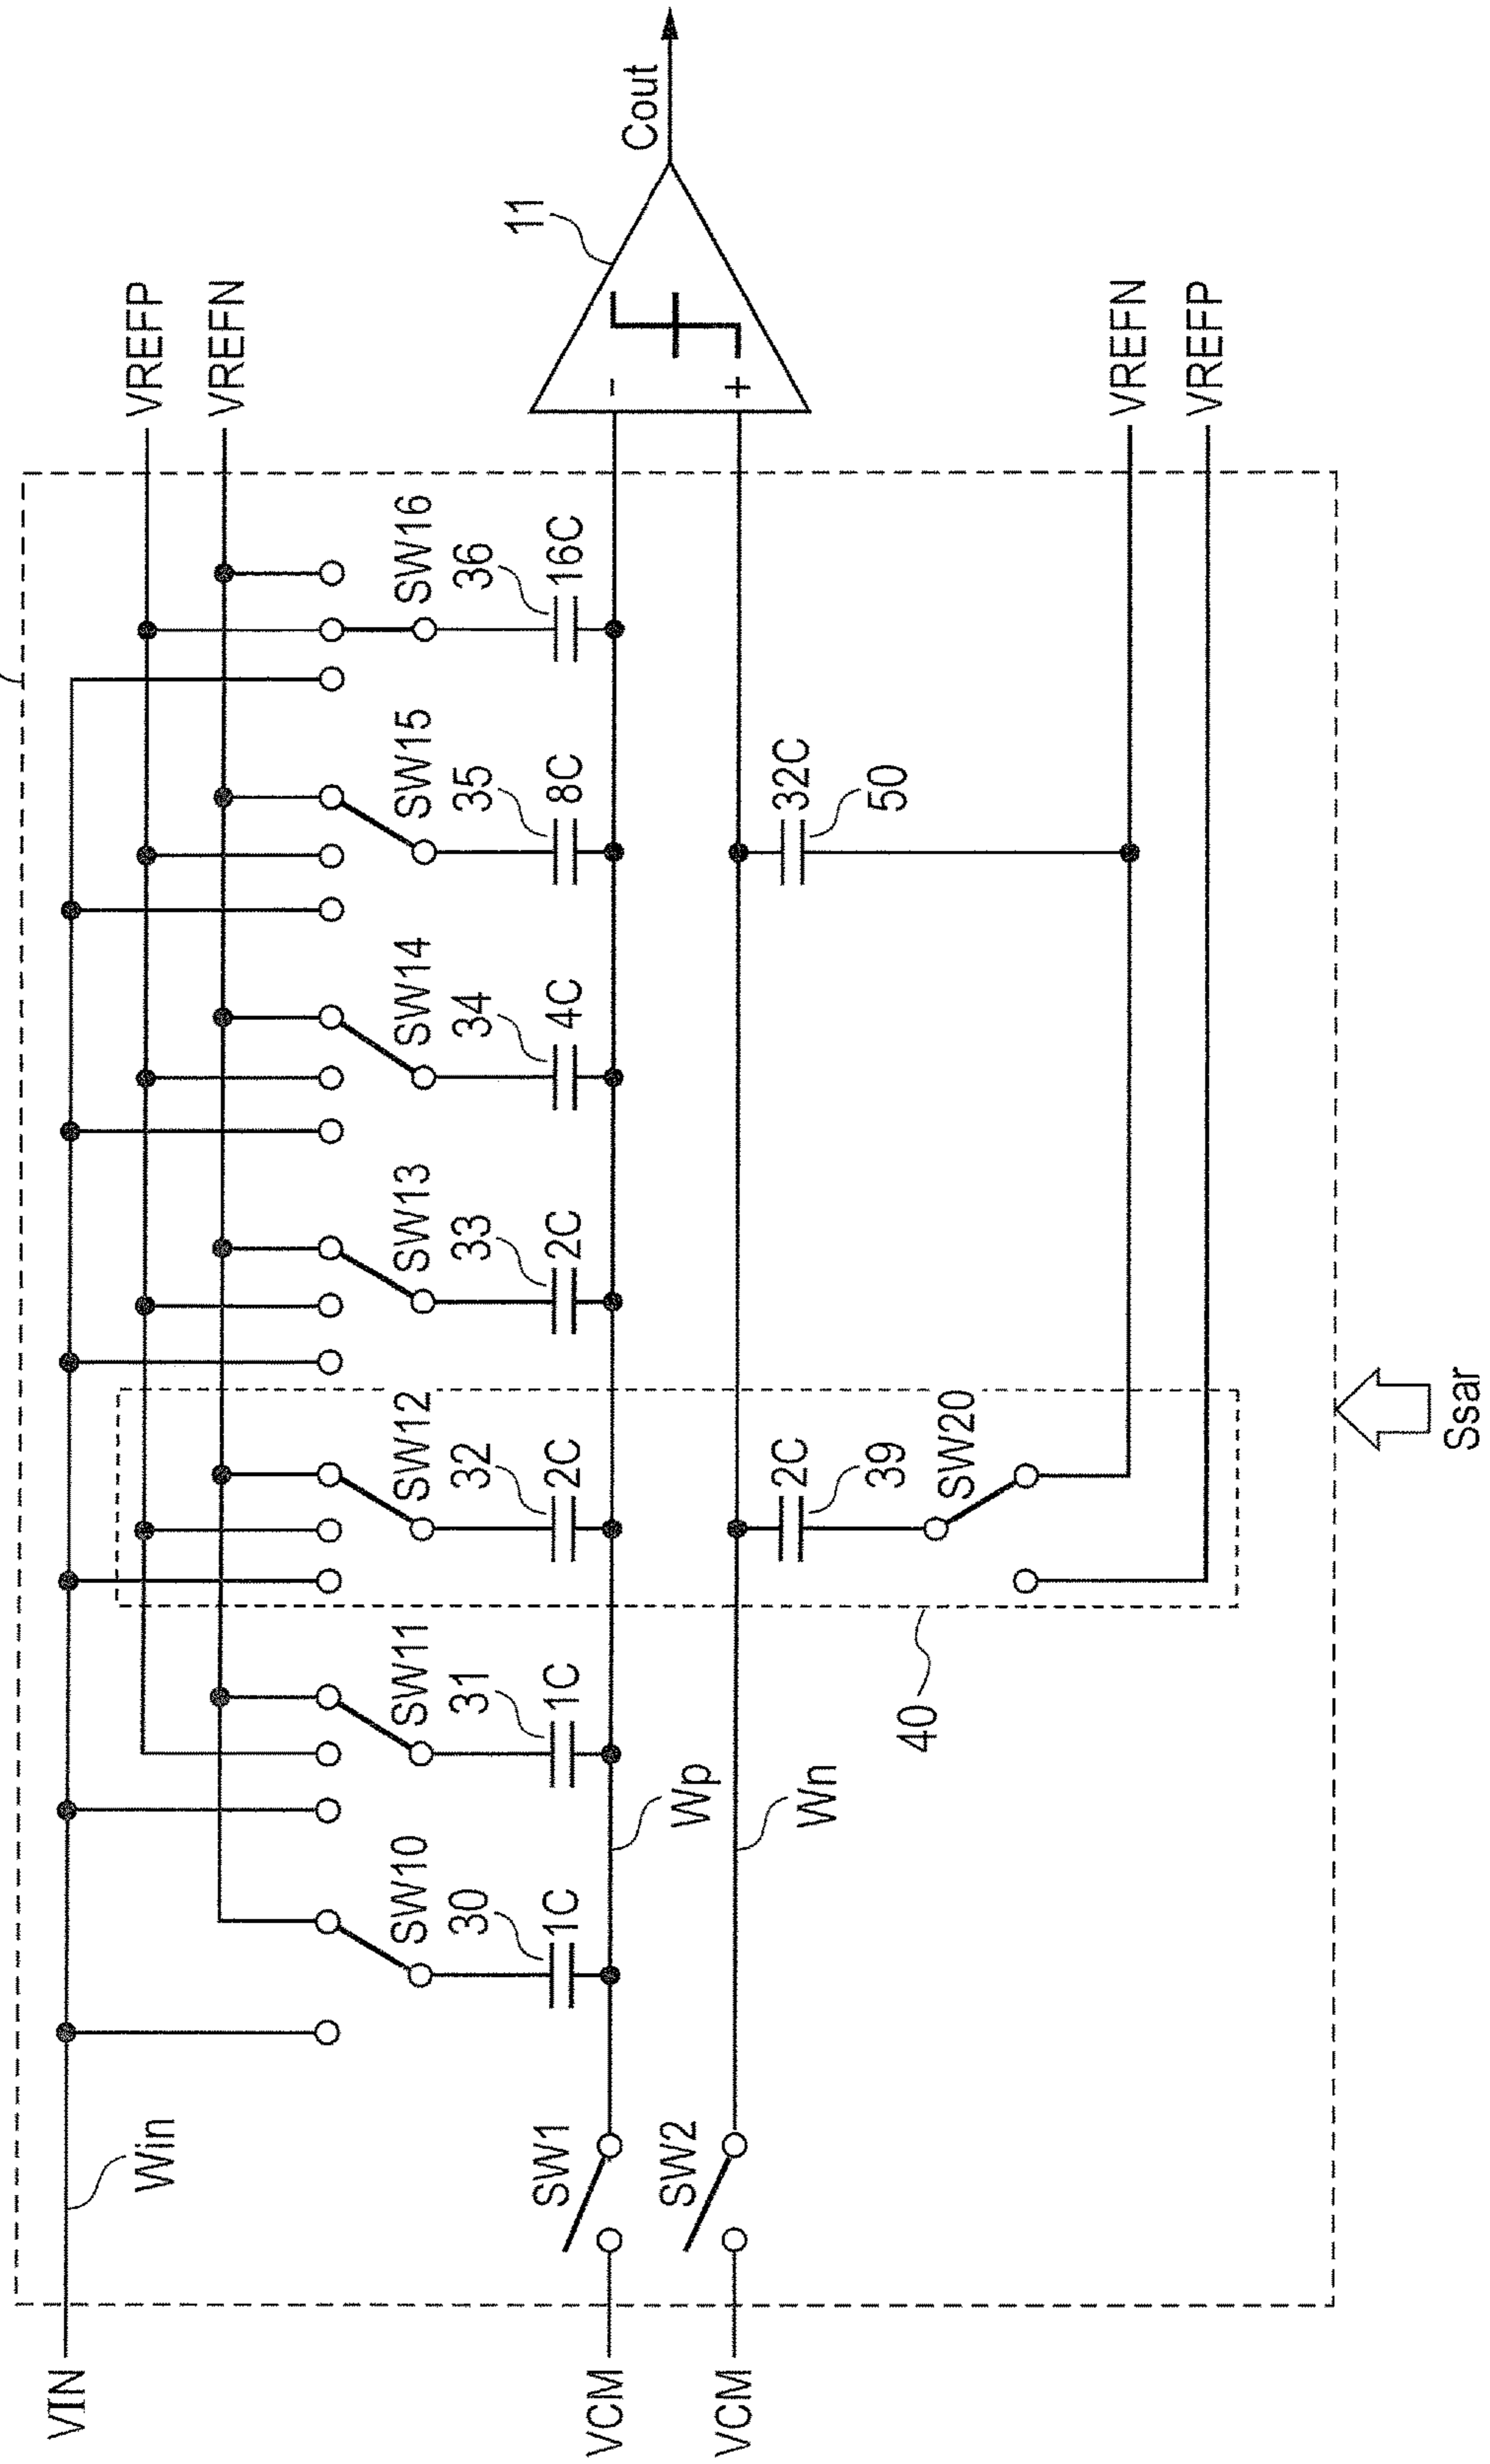 VIN
Win
VREFP
VREFN
SW10
30
1C
SW11
31
1C
SW12
32
2C
SW13
33
2C
SW14
34
4C
SW15
35
8C
SW16
36
16C
11
-
+
Cout
VCM
SW1
Wp
VCM
SW2
Wn
2C
39
SW20
32C
50
40
VREFN
VREFP
Ssar